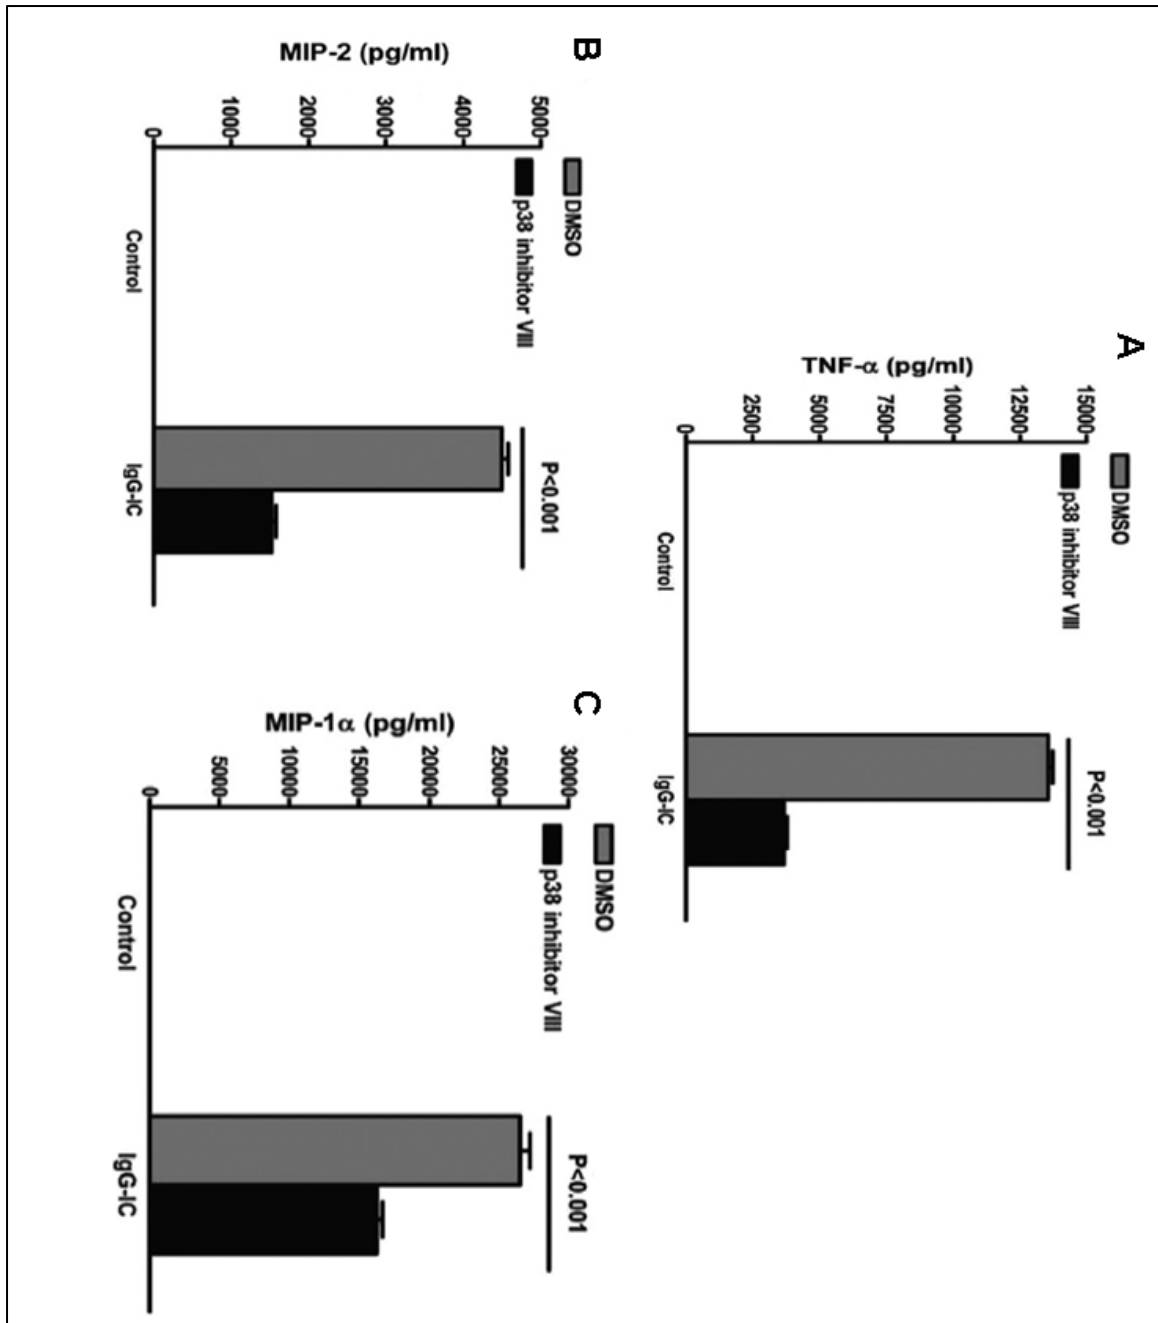 A
TNF-α (pg/ml)
15000
12500
10000
7500
5000
2500
0
DMSO
p38 inhibitor VIII
P<0.001
Control
IgG-IC
B
MIP-2 (pg/ml)
5000
4000
3000
2000
1000
0
DMSO
p38 inhibitor VIII
P<0.001
Control
IgG-IC
C
MIP-1α (pg/ml)
30000
25000
20000
15000
10000
5000
0
DMSO
p38 inhibitor VIII
P<0.001
Control
IgG-IC